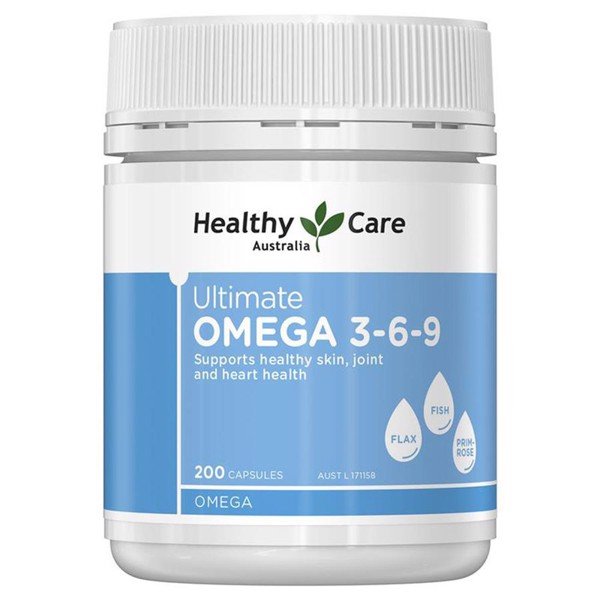 Healthy Care
Australia
Ultimate
OMEGA 3-6-9
Supports healthy skin, joint
and heart health
FLAX
FISH
PRIM-
ROSE
200 CAPSULES
AUST L 171158
OMEGA